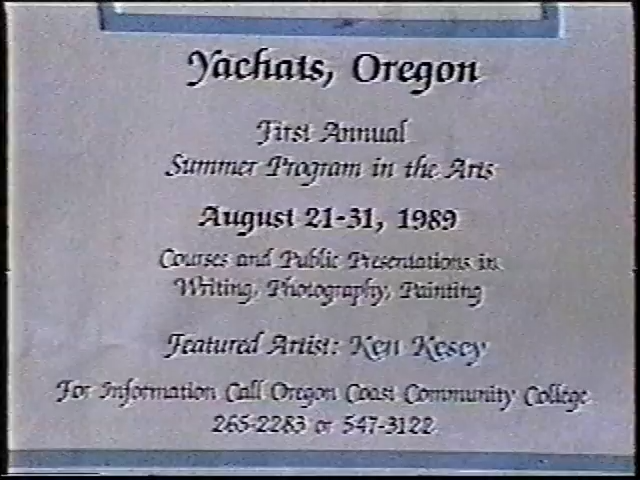 Yachats, Oregon
First Annual
Summer Program in the Arts
August 21-31, 1989
Courses and Public Presentations in
Writing, Photography, Painting
Featured Artist: Ken Kesey
For Information Call Oregon Coast Community College
265-2283 or 547-3122